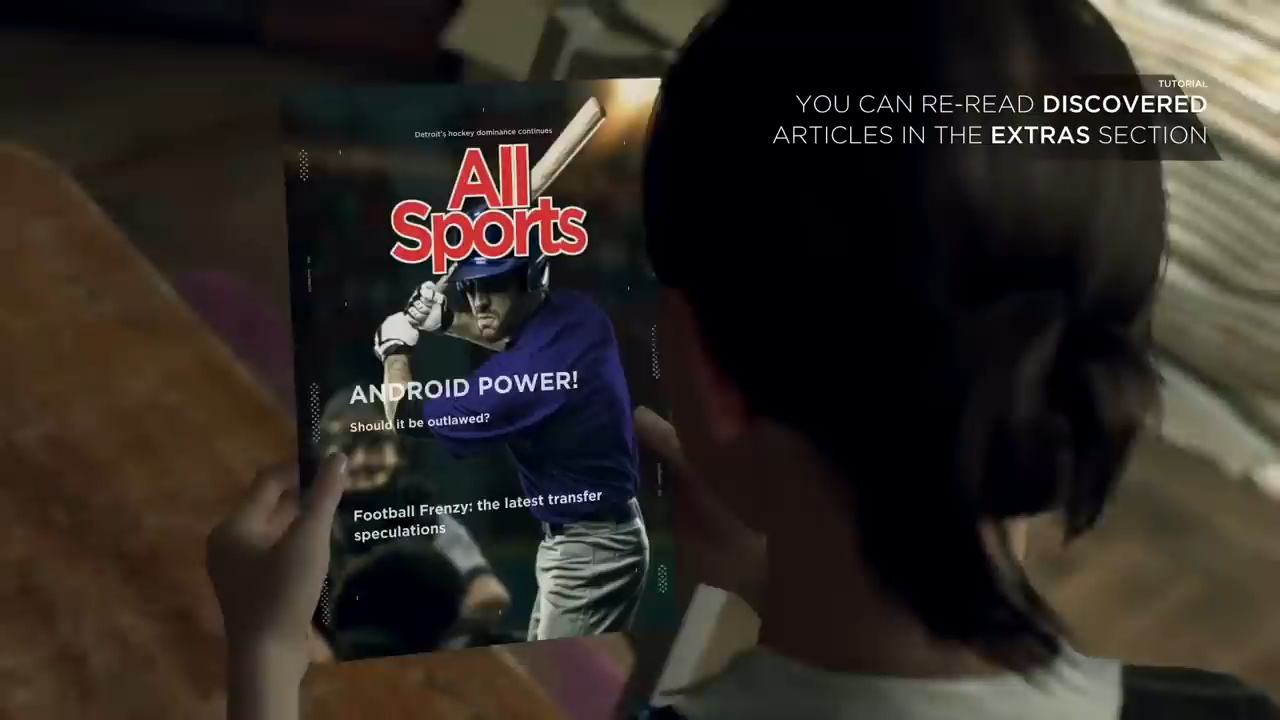 TUTORIAL
YOU CAN RE-READ DISCOVERED
ARTICLES IN THE EXTRAS SECTION
Detroit's hockey dominance continues
All
Sports
ANDROID POWER!
Should it be outlawed?
Football Frenzy: the latest transfer
speculations